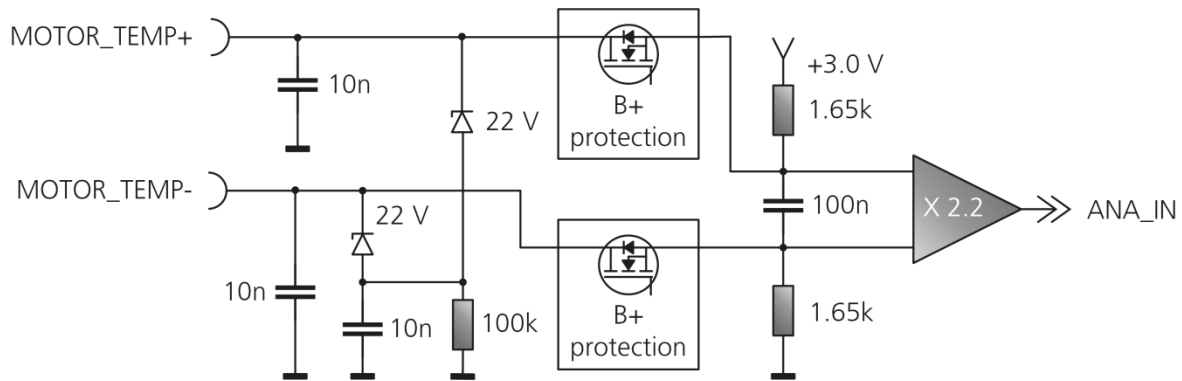 MOTOR_TEMP+
10n
22 V
B+
protection
+3.0 V
1.65k
MOTOR_TEMP-
22 V
100n
X 2.2
ANA_IN
10n
10n
100k
B+
protection
1.65k